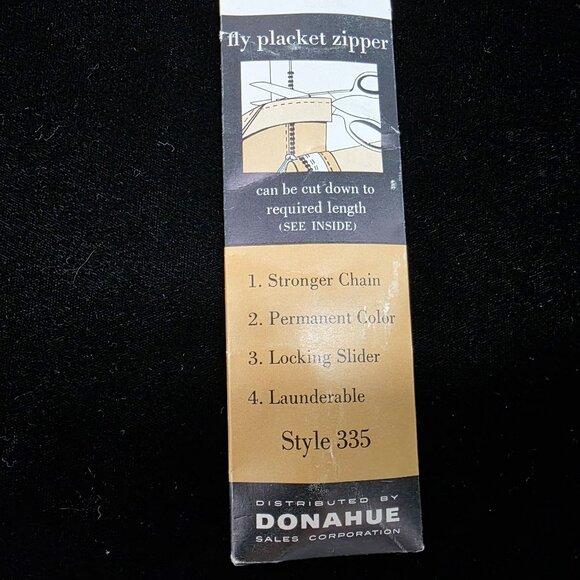 fly placket zipper
can be cut down to
required length
(SEE INSIDE)
1. Stronger Chain
2. Permanent Color
3. Locking Slider
4. Launderable
Style 335
DISTRIBUTED BY
DONAHUE
SALES CORPORATION